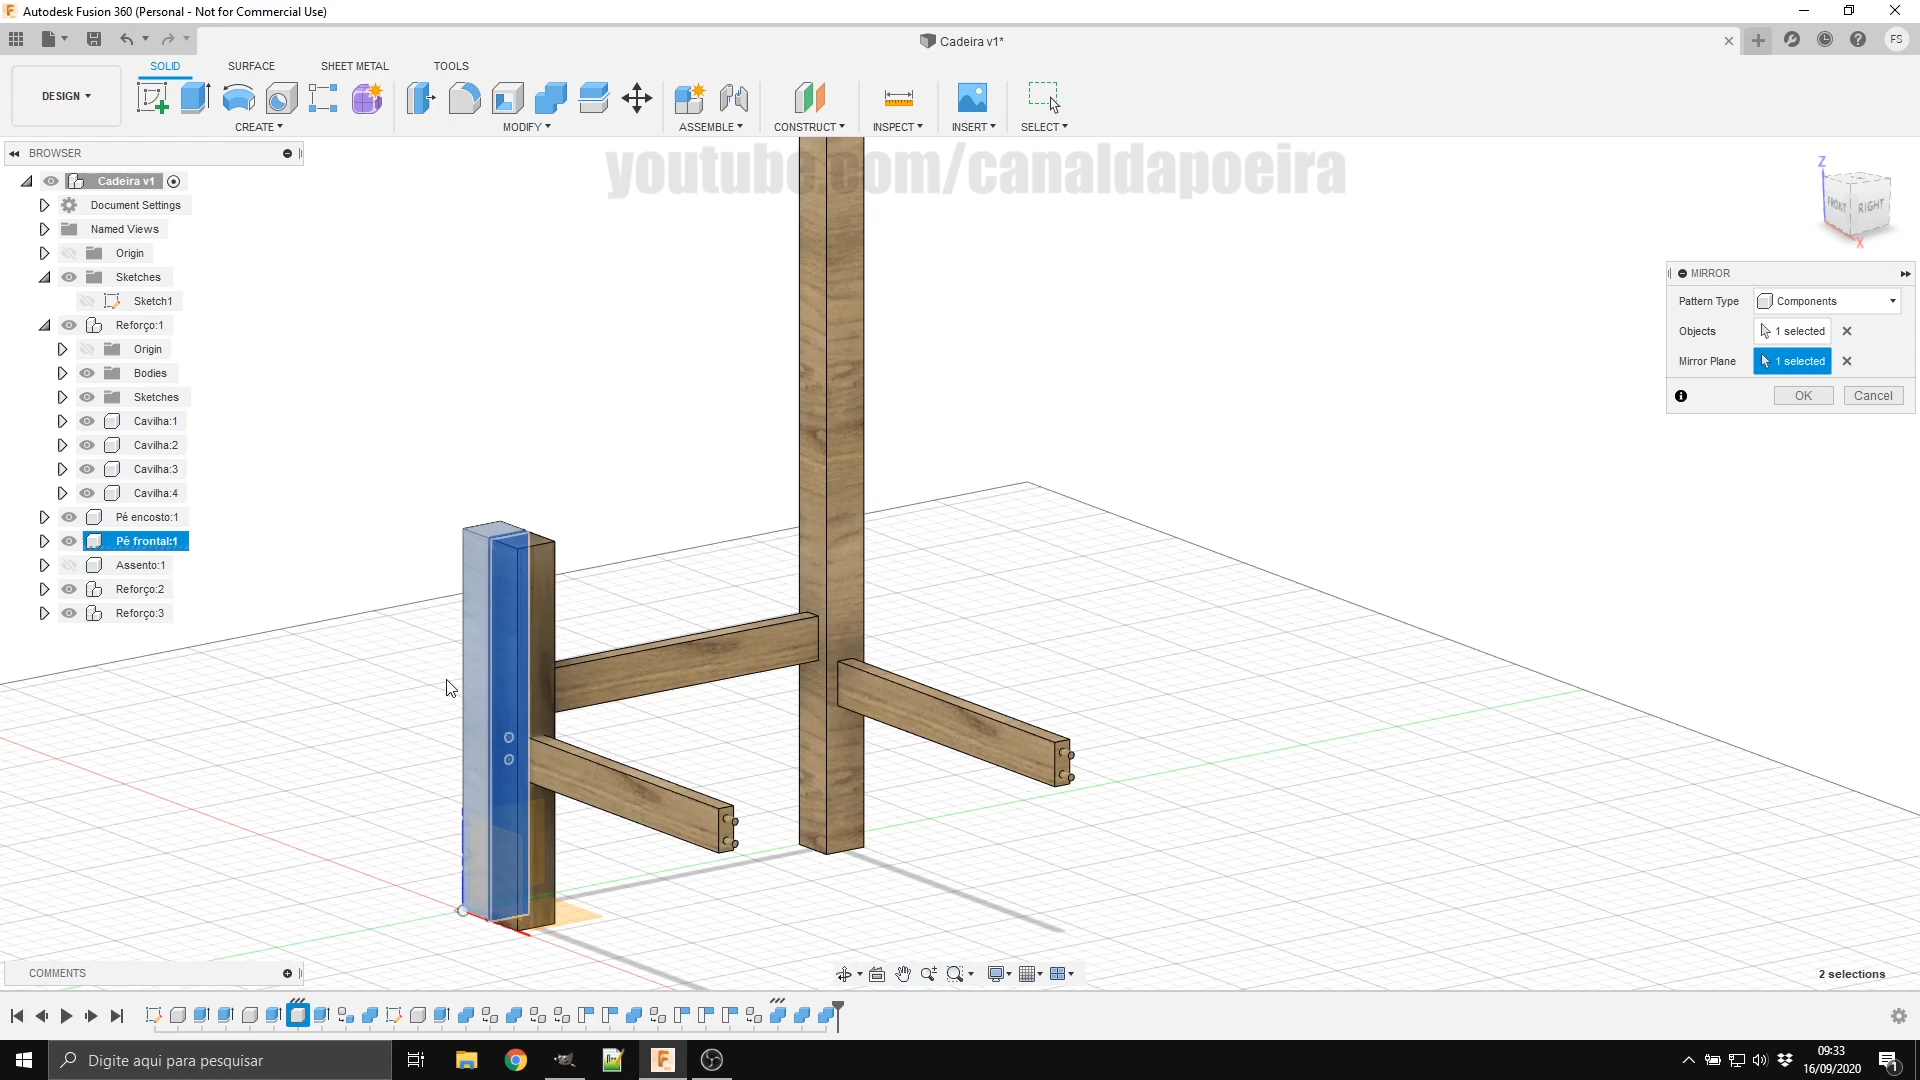 Autodesk Fusion 360 (Personal - Not for Commercial Use)
Cadeira v1*
FS
SOLID
SURFACE
SHEET METAL
TOOLS
DESIGN
CREATE
MODIFY
ASSEMBLE
CONSTRUCT
INSPECT
INSERT
SELECT
youtube.com/canaldapoeira
BROWSER
Cadeira v1
Document Settings
Named Views
Origin
Sketches
Sketch1
Reforço:1
Origin
Bodies
Sketches
Cavilha:1
Cavilha:2
Cavilha:3
Cavilha:4
Pé encosto:1
Pé frontal:1
Assento:1
Reforço:2
Reforço:3
Z
FRONT
RIGHT
X
MIRROR
Pattern Type
Components
Objects
1 selected
Mirror Plane
1 selected
OK
Cancel
COMMENTS
2 selections
Digite aqui para pesquisar
09:33
16/09/2020
1